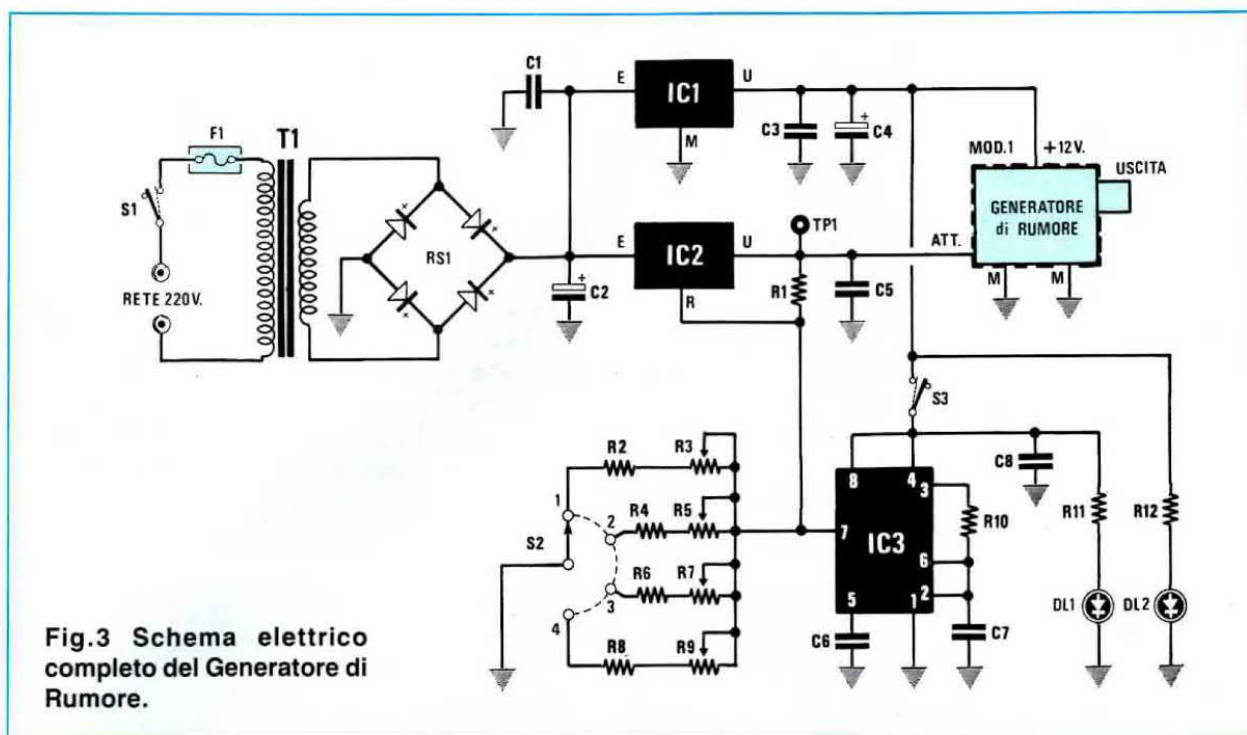 C1
E
IC1
U
M
C3
+
C4
MOD.1
+12V.
USCITA
GENERATORE
di RUMORE
ATT.
M
M
F1
T1
S1
RETE 220V.
RS1
+
C2
E
IC2
U
R
TP1
R1
C5
S3
R2
R3
R4
R5
R6
R7
R8
R9
S2
1
2
3
4
8
4
3
7
IC3
6
2
5
1
R10
C6
C7
C8
R11
R12
DL1
DL2
Fig.3 Schema elettrico
completo del Generatore di
Rumore.